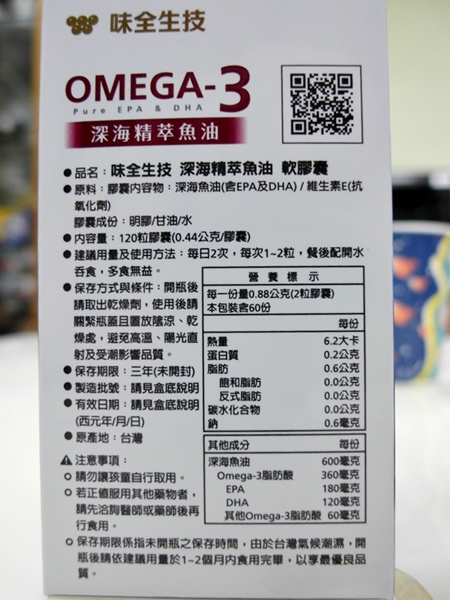 味全生技
OMEGA-3
Pure EPA & DHA
深海精萃魚油
●品名：味全生技 深海精萃魚油 軟膠囊
●原料：膠囊內容物：深海魚油(含EPA及DHA) / 維生素E(抗
氧化劑)
膠囊成份：明膠/甘油/水
●內容量：120粒膠囊(0.44公克/膠囊)
●建議用量及使用方法：每日2次，每次1~2粒，餐後配開水
吞食，多食無益。
●保存方式與條件：開瓶後
請取出乾燥劑，使用後請
關緊瓶蓋且置放陰涼、乾
燥處，避免高溫、陽光直
射及受潮影響品質。
●保存期限：三年(未開封)
●製造批號：請見盒底說明
●有效日期：請見盒底說明
(西元年/月/日)
●原產地：台灣
營養標示
每一份量0.88公克(2粒膠囊)
本包裝含60份
每份
熱量 6.2大卡
蛋白質 0.2公克
脂肪 0.6公克
飽和脂肪 0.0公克
反式脂肪 0.0公克
碳水化合物 0.0公克
鈉 0.6毫克
其他成分 每份
深海魚油 600毫克
Omega-3脂肪酸 360毫克
EPA 180毫克
DHA 120毫克
其他Omega-3脂肪酸 60毫克
⚠注意事項：
○請勿讓孩童自行取用。
○若正值服用其他藥物者，
請先洽詢醫師或藥師後再
行食用。
○保存期限係指未開瓶之保存時間，由於台灣氣候潮濕，開
瓶後請依建議用量於1~2個月內食用完畢，以享最優良品
質。